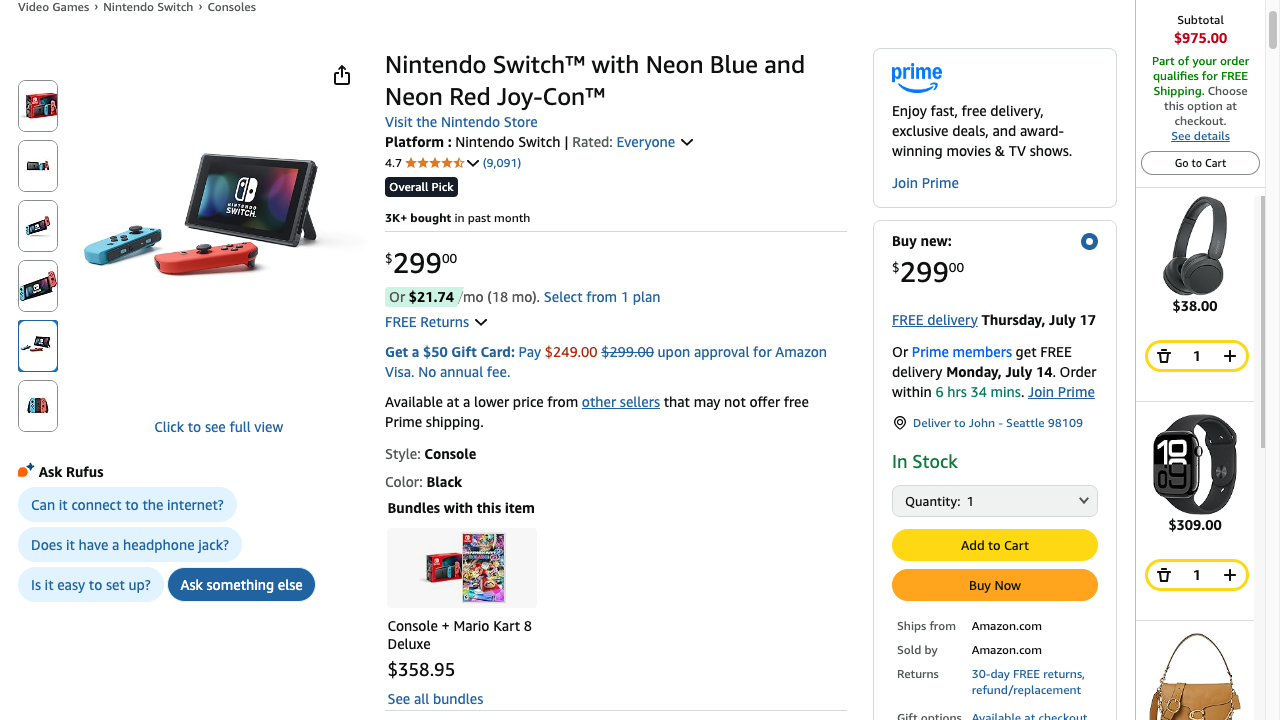 Video Games › Nintendo Switch › Consoles
Nintendo Switch™ with Neon Blue and
Neon Red Joy-Con™
Visit the Nintendo Store
Platform : Nintendo Switch | Rated: Everyone
4.7 (9,091)
Overall Pick
3K+ bought in past month
$299.00
Or $21.74 /mo (18 mo). Select from 1 plan
FREE Returns
Get a $50 Gift Card: Pay $249.00 $299.00 upon approval for Amazon
Visa. No annual fee.
Available at a lower price from other sellers that may not offer free
Prime shipping.
Style: Console
Color: Black
Bundles with this item
Console + Mario Kart 8
Deluxe
$358.95
See all bundles
NINTENDO
SWITCH.
Click to see full view
Ask Rufus
Can it connect to the internet?
Does it have a headphone jack?
Is it easy to set up?
Ask something else
prime
Enjoy fast, free delivery,
exclusive deals, and award-
winning movies & TV shows.
Join Prime
Buy new:
$299.00
FREE delivery Thursday, July 17
Or Prime members get FREE
delivery Monday, July 14. Order
within 6 hrs 34 mins. Join Prime
Deliver to John - Seattle 98109
In Stock
Quantity: 1
Add to Cart
Buy Now
Ships from Amazon.com
Sold by Amazon.com
Returns 30-day FREE returns,
refund/replacement
Gift options Available at checkout
Subtotal
$975.00
Part of your order
qualifies for FREE
Shipping. Choose
this option at
checkout.
See details
Go to Cart
$38.00
1
10
09
$309.00
1